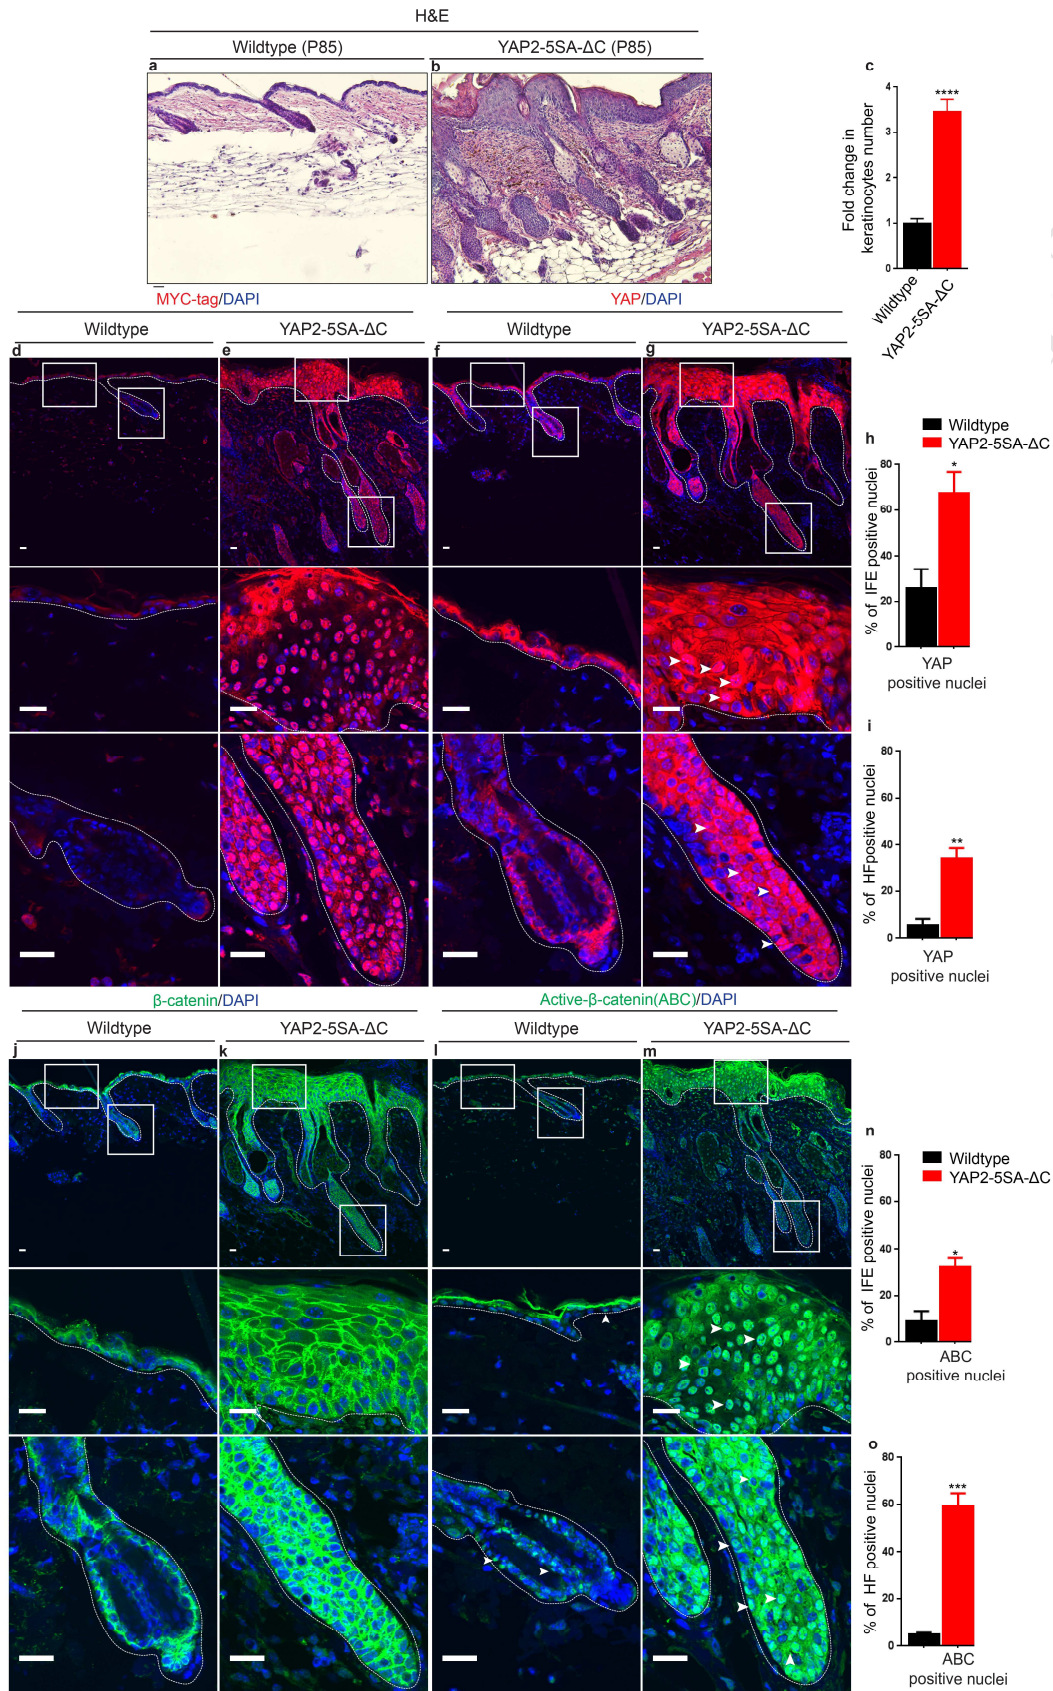 H&E
Wildtype (P85)
YAP2-5SA-ΔC (P85)
a
b
c
Fold change in
keratinocytes number
4
3
2
1
0
****
Wildtype
YAP2-5SA-ΔC
MYC-tag/DAPI
YAP/DAPI
Wildtype
YAP2-5SA-ΔC
Wildtype
YAP2-5SA-ΔC
d
e
f
g
h
Wildtype
YAP2-5SA-ΔC
% of IFE positive nuclei
80
60
40
20
0
*
YAP
positive nuclei
i
% of HFpositive nuclei
80
60
40
20
0
**
YAP
positive nuclei
β-catenin/DAPI
Active-β-catenin(ABC)/DAPI
Wildtype
YAP2-5SA-ΔC
Wildtype
YAP2-5SA-ΔC
j
k
l
m
n
Wildtype
YAP2-5SA-ΔC
% of IFE positive nuclei
80
60
40
20
0
*
ABC
positive nuclei
o
% of HF positive nuclei
80
60
40
20
0
***
ABC
positive nuclei